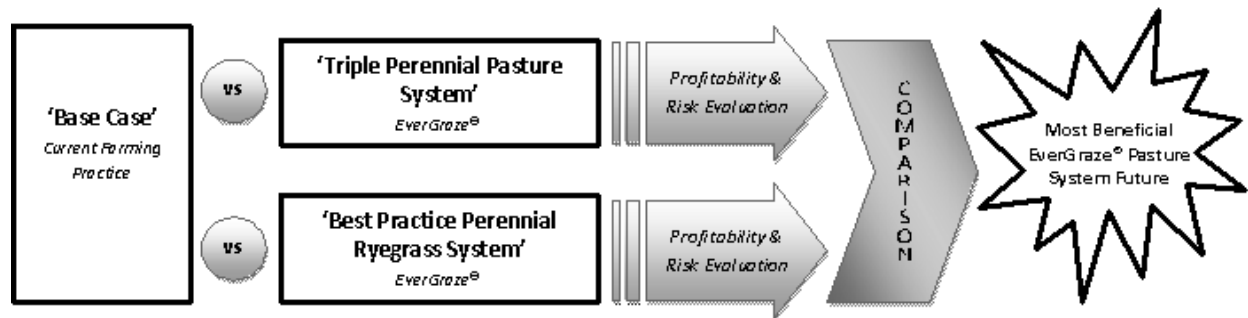 'Base Case'
Current Farming
Practice
vs
'Triple Perennial Pasture
System'
EverGraze®
Profitability &
Risk Evaluation
vs
'Best Practice Perennial
Ryegrass System'
EverGraze®
Profitability &
Risk Evaluation
COMPARISON
Most Beneficial
EverGraze® Pasture
System Future